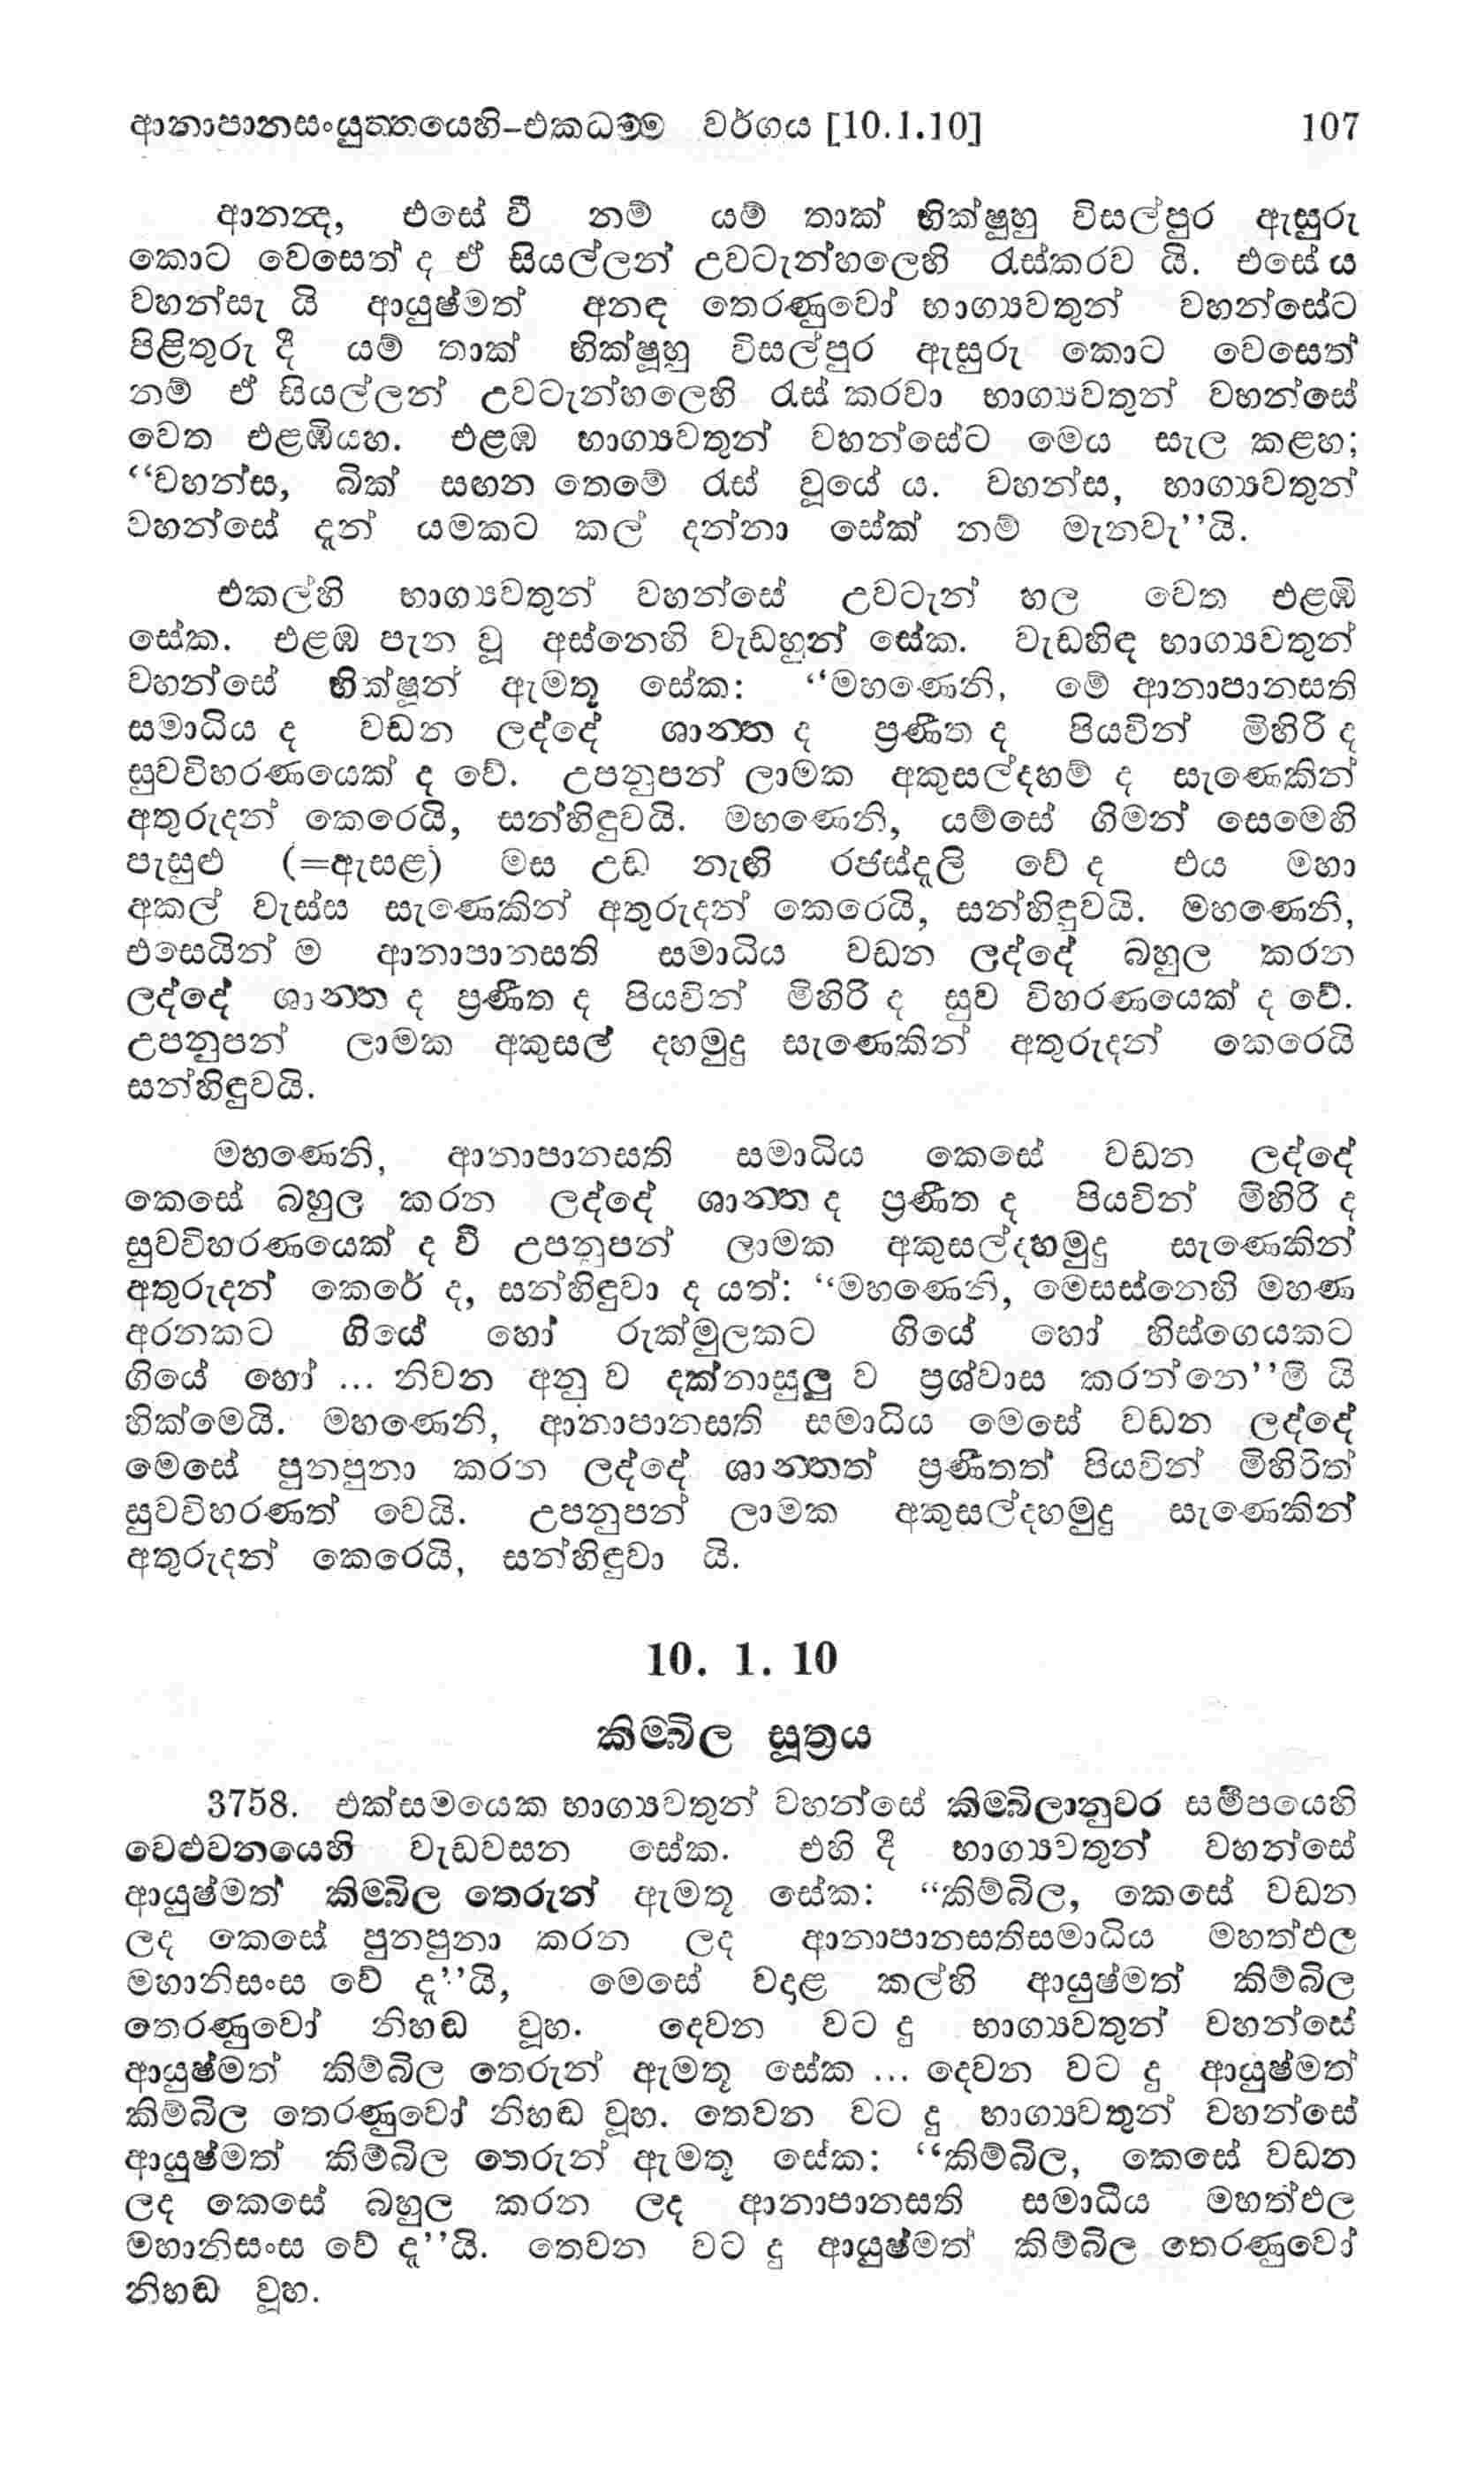 ආනාපානසංයුත්තයෙහි–එකධම්ම වර්ගය [10.1.10] 107
ආනන්ද, එසේ වී නම් යම් තාක් භික්ෂුහු විසල්පුර ඇසුරු
කොට වෙසෙත් ද ඒ සියල්ලන් උවටැන්හලෙහි රැස්කරව යි. එසේ ය
වහන්සැ යි ආයුෂ්මත් අනඳ තෙරණුවෝ භාග්‍යවතුන් වහන්සේට
පිළිතුරු දී යම් තාක් භික්ෂූහු විසල්පුර ඇසුරු කොට වෙසෙත්
නම් ඒ සියල්ලන් උවටැන්හලෙහි රැස් කරවා භාග්‍යවතුන් වහන්සේ
වෙත එළඹියහ. එළඹ භාග්‍යවතුන් වහන්සේට මෙය සැල කළහ;
“වහන්ස, බික් සඟන තෙමේ රැස් වූයේ ය. වහන්ස, භාග්‍යවතුන්
වහන්සේ දැන් යමකට කල් දන්නා සේක් නම් මැනවැ”යි.
එකල්හි භාග්‍යවතුන් වහන්සේ උවටැන් හල වෙත එළඹි
සේක. එළඹ පැන වූ අස්නෙහි වැඩහුන් සේක. වැඩහිඳ භාග්‍යවතුන්
වහන්සේ භික්ෂූන් ඇමතූ සේක: “මහණෙනි, මේ ආනාපානසති
සමාධිය ද වඩන ලද්දේ ශාන්ත ද ප්‍රණීත ද පියවින් මිහිරි ද
සුවවිහරණයෙක් ද වේ. උපනුපන් ලාමක අකුසල්දහම් ද සැණෙකින්
අතුරුදන් කෙරෙයි, සන්හිඳුවයි. මහණෙනි, යම්සේ ගිමන් සෙමෙහි
පැසුළු (=ඇසළ) මස උඩ නැඟි රජස්දූලි වේ ද එය මහා
අකල් වැස්ස සැණෙකින් අතුරුදන් කෙරෙයි, සන්හිඳුවයි. මහණෙනි,
එසෙයින් ම ආනාපානසති සමාධිය වඩන ලද්දේ බහුල කරන
ලද්දේ ශාන්ත ද ප්‍රණීත ද පියවින් මිහිරි ද සුව විහරණයෙක් ද වේ.
උපනුපන් ලාමක අකුසල් දහමුදු සැණෙකින් අතුරුදන් කෙරෙයි
සන්හිඳුවයි.
මහණෙනි, ආනාපානසති සමාධිය කෙසේ වඩන ලද්දේ
කෙසේ බහුල කරන ලද්දේ ශාන්ත ද ප්‍රණීත ද පියවින් මිහිරි ද
සුවවිහරණයෙක් ද වී උපනුපන් ලාමක අකුසල්දහමුදු සැණෙකින්
අතුරුදන් කෙරේ ද, සන්හිඳුවා ද යත්: “මහණෙනි, මෙසස්නෙහි මහණ
අරනකට ගියේ හෝ රුක්මුලකට ගියේ හෝ හිස්ගෙයකට
ගියේ හෝ ... නිවන අනු ව දක්නාසුලු ව ප්‍රශ්වාස කරන්නෙ”මි යි
හික්මෙයි. මහණෙනි, ආනාපානසති සමාධිය මෙසේ වඩන ලද්දේ
මෙසේ පුනපුනා කරන ලද්දේ ශාන්තත් ප්‍රණීතත් පියවින් මිහිරිත්
සුවවිහරණත් වෙයි. උපනුපන් ලාමක අකුසල්දහමුදු සැණෙකින්
අතුරුදන් කෙරෙයි, සන්හිඳුවා යි.
10. 1. 10
කිම්බිල සූත්‍රය
3758. එක්සමයෙක භාග්‍යවතුන් වහන්සේ කිම්බිලානුවර සමීපයෙහි
වෙළුවනයෙහි වැඩවසන සේක. එහි දී භාග්‍යවතුන් වහන්සේ
ආයුෂ්මත් කිම්බිල තෙරුන් ඇමතූ සේක: “කිම්බිල, කෙසේ වඩන
ලද කෙසේ පුනපුනා කරන ලද ආනාපානසතිසමාධිය මහත්ඵල
මහානිසංස වේ දැ”යි, මෙසේ වදාළ කල්හි ආයුෂ්මත් කිම්බිල
තෙරණුවෝ නිහඬ වූහ. දෙවන වට දු භාග්‍යවතුන් වහන්සේ
ආයුෂ්මත් කිම්බිල තෙරුන් ඇමතූ සේක ... දෙවන වට දු ආයුෂ්මත්
කිම්බිල තෙරණුවෝ නිහඬ වූහ. තෙවන වට දු භාග්‍යවතුන් වහන්සේ
ආයුෂ්මත් කිම්බිල තෙරුන් ඇමතූ සේක: “කිම්බිල, කෙසේ වඩන
ලද කෙසේ බහුල කරන ලද ආනාපානසති සමාධිය මහත්ඵල
මහානිසංස වේ දැ”යි. තෙවන වට දු ආයුෂ්මත් කිම්බිල තෙරණුවෝ
නිහඬ වූහ.